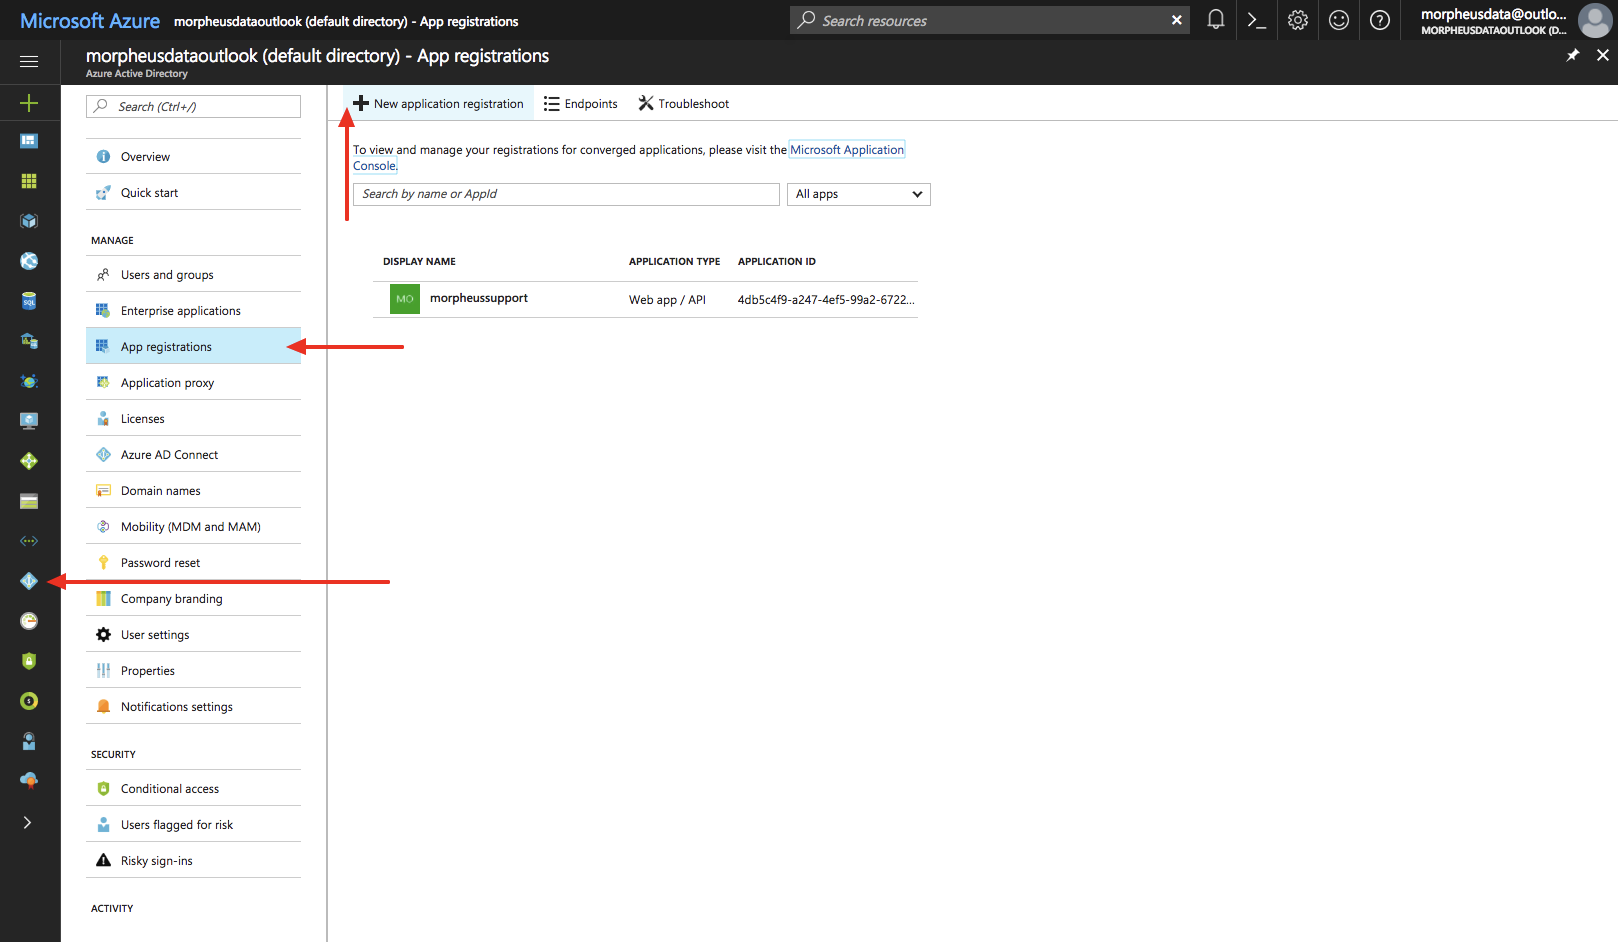 Microsoft Azure
morpheusdataoutlook (default directory) - App registrations
Search resources
morpheusdata@outlo...
MORPHEUSDATAOUTLOOK (D...
morpheusdataoutlook (default directory) - App registrations
Azure Active Directory
Search (Ctrl+/)
Overview
Quick start
MANAGE
Users and groups
Enterprise applications
App registrations
Application proxy
Licenses
Azure AD Connect
Domain names
Mobility (MDM and MAM)
Password reset
Company branding
User settings
Properties
Notifications settings
SECURITY
Conditional access
Users flagged for risk
Risky sign-ins
ACTIVITY
New application registration
Endpoints
Troubleshoot
To view and manage your registrations for converged applications, please visit the Microsoft Application
Console.
Search by name or AppId
All apps
DISPLAY NAME
APPLICATION TYPE
APPLICATION ID
MO
morpheussupport
Web app / API
4db5c4f9-a247-4ef5-99a2-6722...
SQL